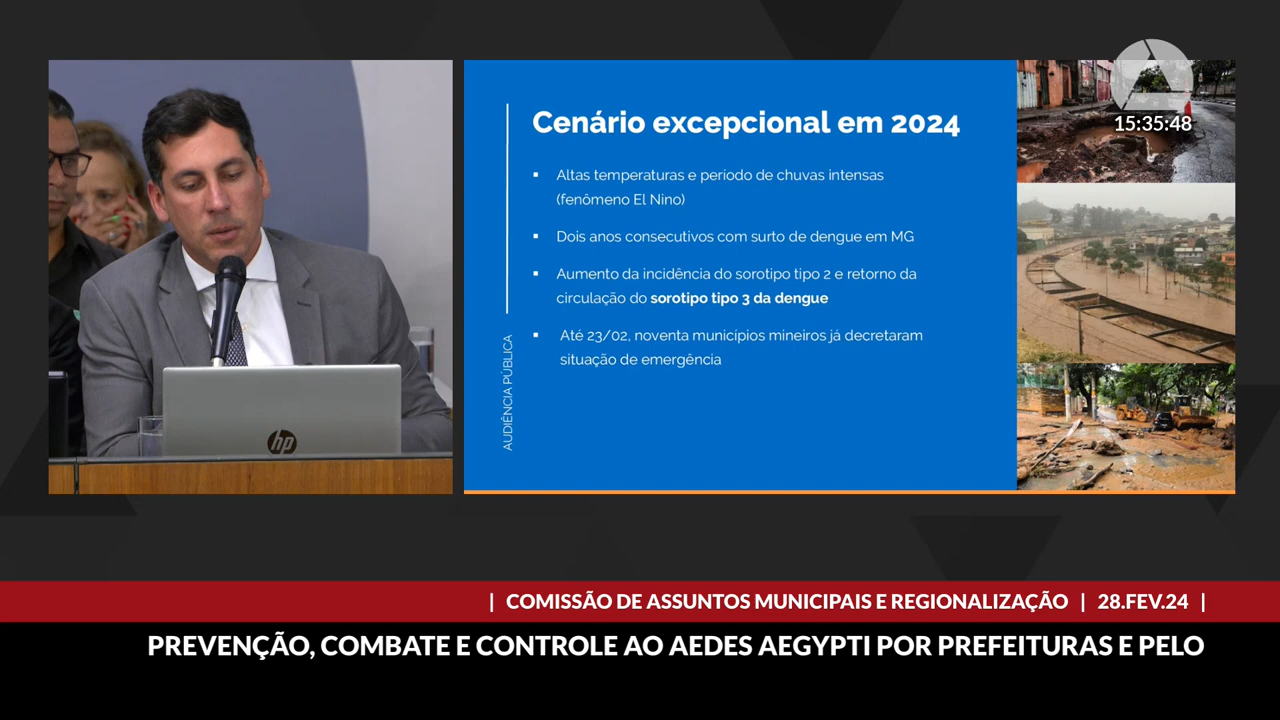 15:35:48
Cenário excepcional em 2024
▪ Altas temperaturas e período de chuvas intensas
(fenômeno El Nino)
▪ Dois anos consecutivos com surto de dengue em MG
▪ Aumento da incidência do sorotipo tipo 2 e retorno da
circulação do sorotipo tipo 3 da dengue
▪ Até 23/02, noventa municípios mineiros já decretaram
situação de emergência
AUDIÊNCIA PÚBLICA
hp
| COMISSÃO DE ASSUNTOS MUNICIPAIS E REGIONALIZAÇÃO | 28.FEV.24 |
PREVENÇÃO, COMBATE E CONTROLE AO AEDES AEGYPTI POR PREFEITURAS E PELO